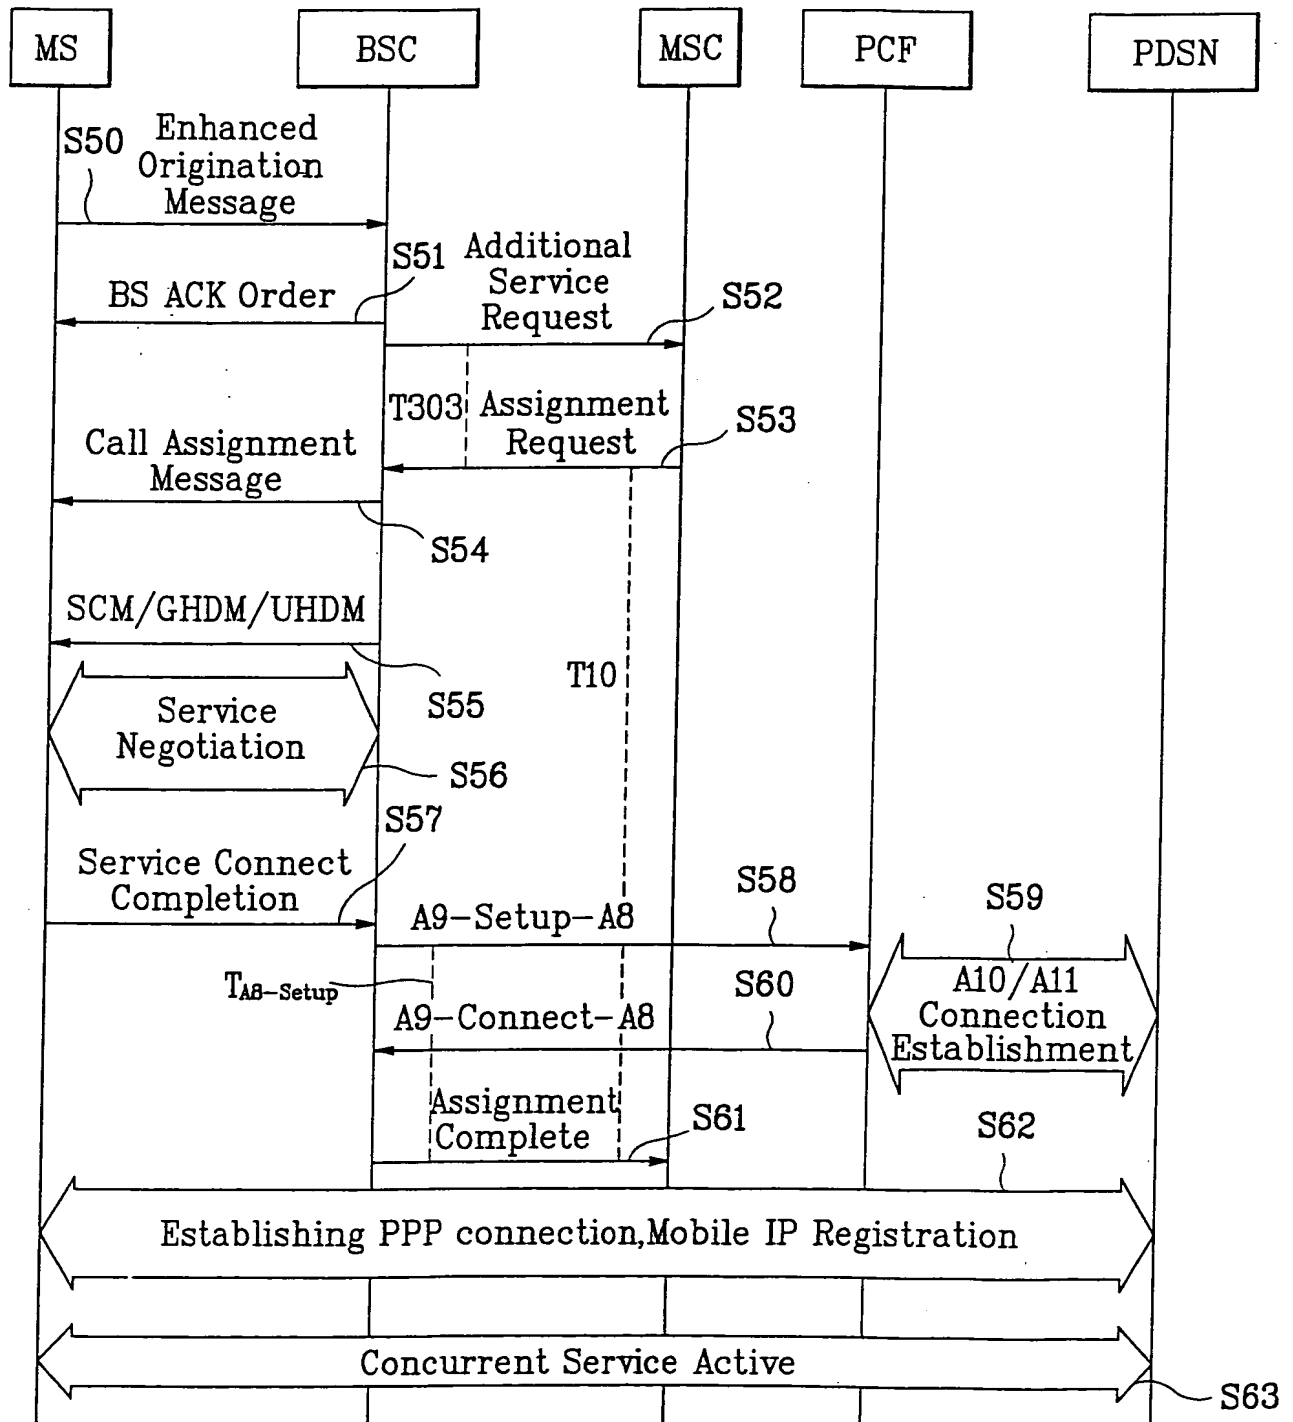 MS
BSC
MSC
PCF
PDSN
S50
Enhanced
Origination
Message
S51
BS ACK Order
Additional
Service
Request
S52
T303
Assignment
Request
S53
Call Assignment
Message
S54
SCM/GHDM/UHDM
S55
T10
Service
Negotiation
S56
S57
Service Connect
Completion
A9-Setup-A8
S58
S59
A10/A11
Connection
Establishment
TA8-Setup
A9-Connect-A8
S60
Assignment
Complete
S61
S62
Establishing PPP connection,Mobile IP Registration
Concurrent Service Active
S63